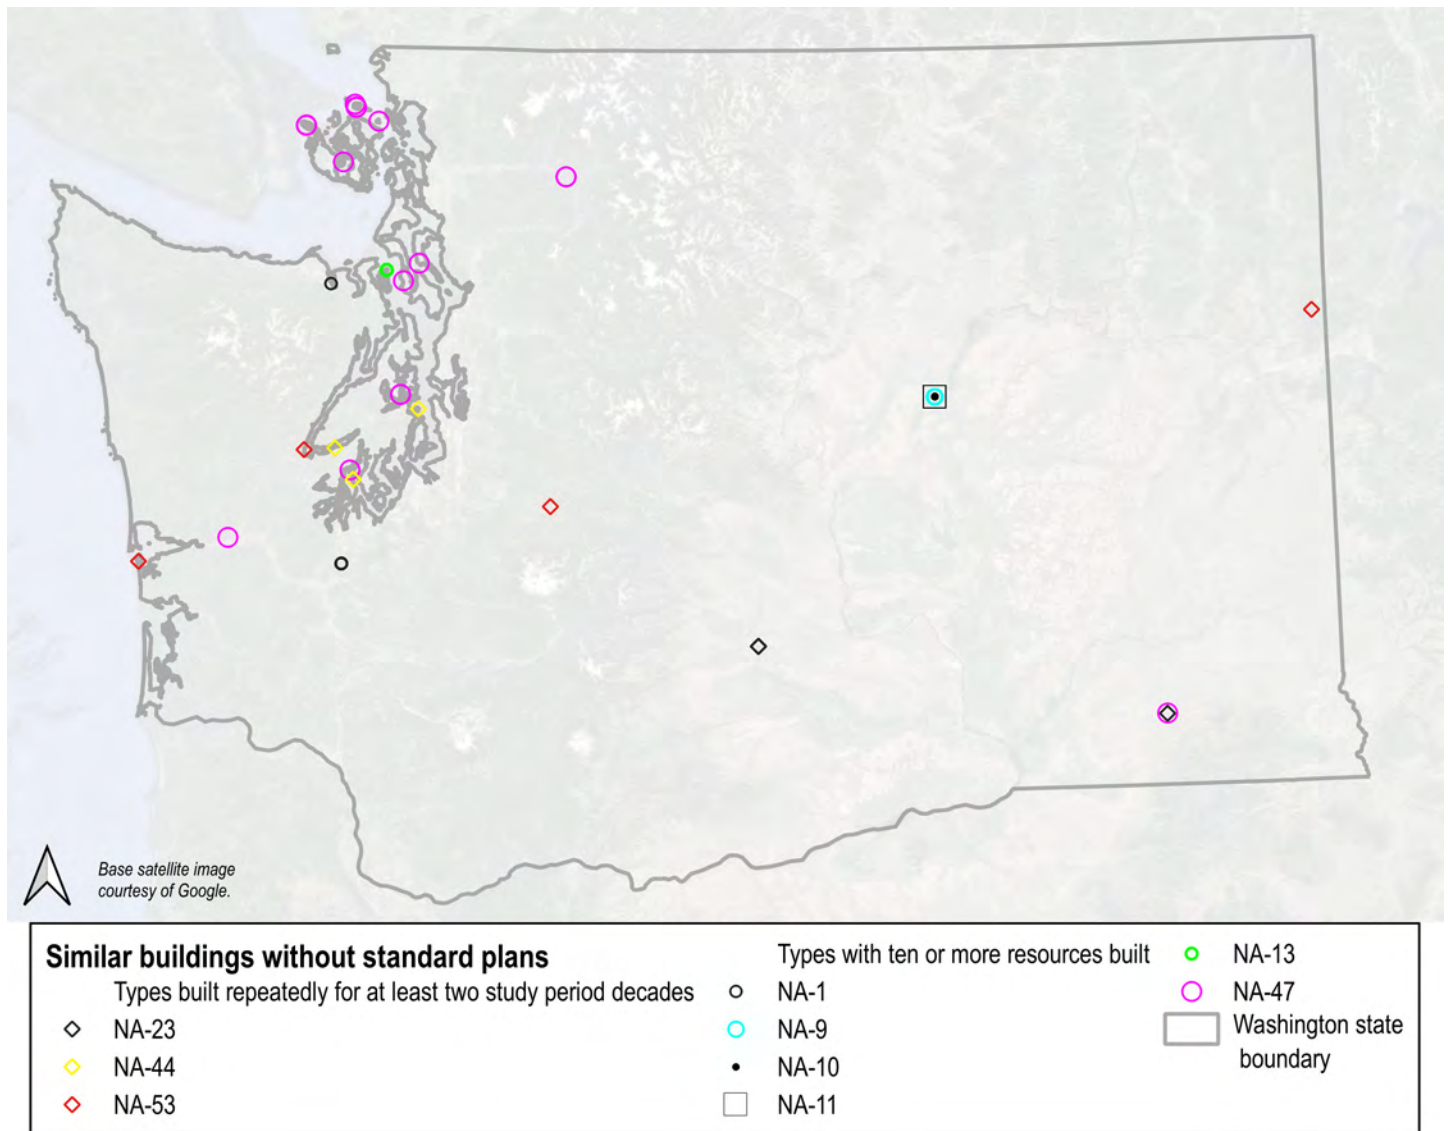 Base satellite image
courtesy of Google.
Similar buildings without standard plans
Types built repeatedly for at least two study period decades
NA-23
NA-44
NA-53
Types with ten or more resources built
NA-1
NA-9
NA-10
NA-11
NA-13
NA-47
Washington state
boundary